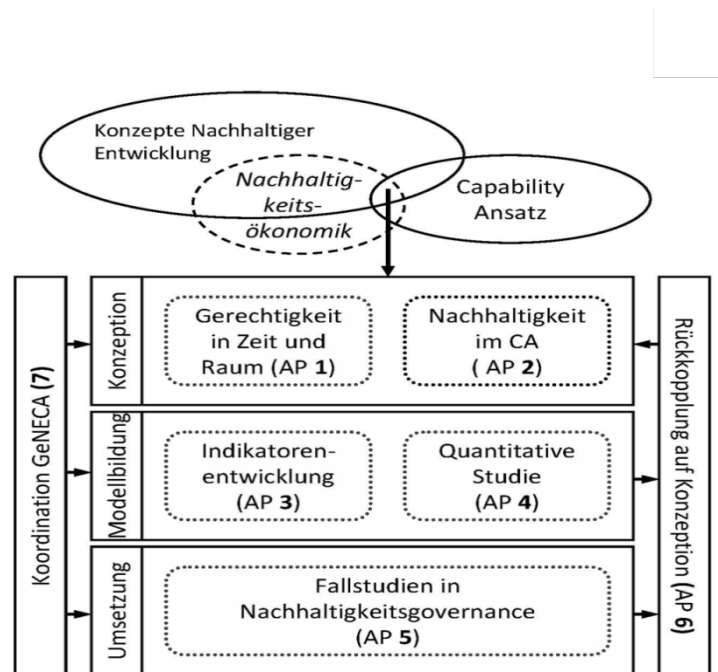 Konzepte Nachhaltiger
Entwicklung
Nachhaltig-
keits-
ökonomik
Capability
Ansatz
Koordination GeNECA (7)
Konzeption
Gerechtigkeit
in Zeit und
Raum (AP 1)
Nachhaltigkeit
im CA
( AP 2)
Modellbildung
Indikatoren-
entwicklung
(AP 3)
Quantitative
Studie
(AP 4)
Umsetzung
Fallstudien in
Nachhaltigkeitsgovernance
(AP 5)
Rückkopplung auf Konzeption (AP 6)